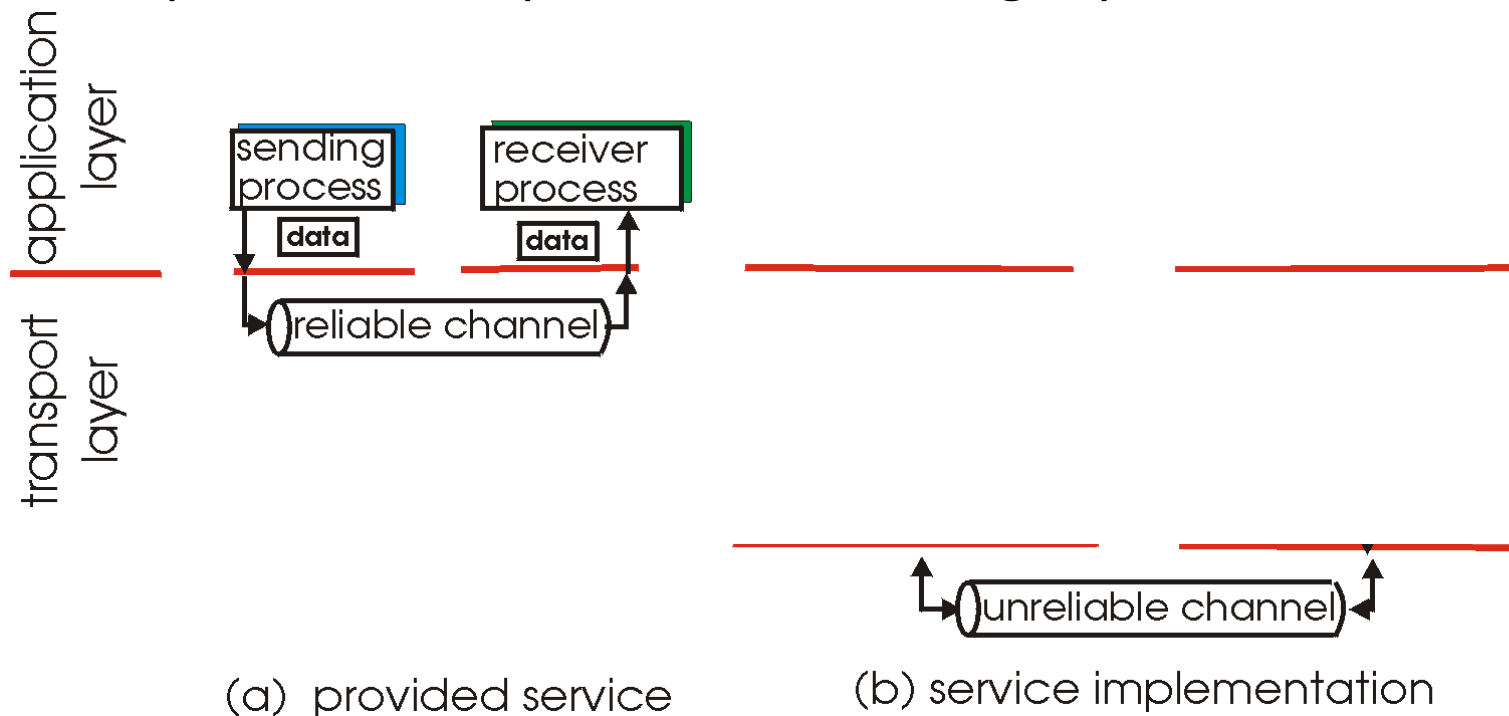 application
layer
sending
process
receiver
process
data
data
reliable channel
transport
layer
unreliable channel
(a) provided service
(b) service implementation